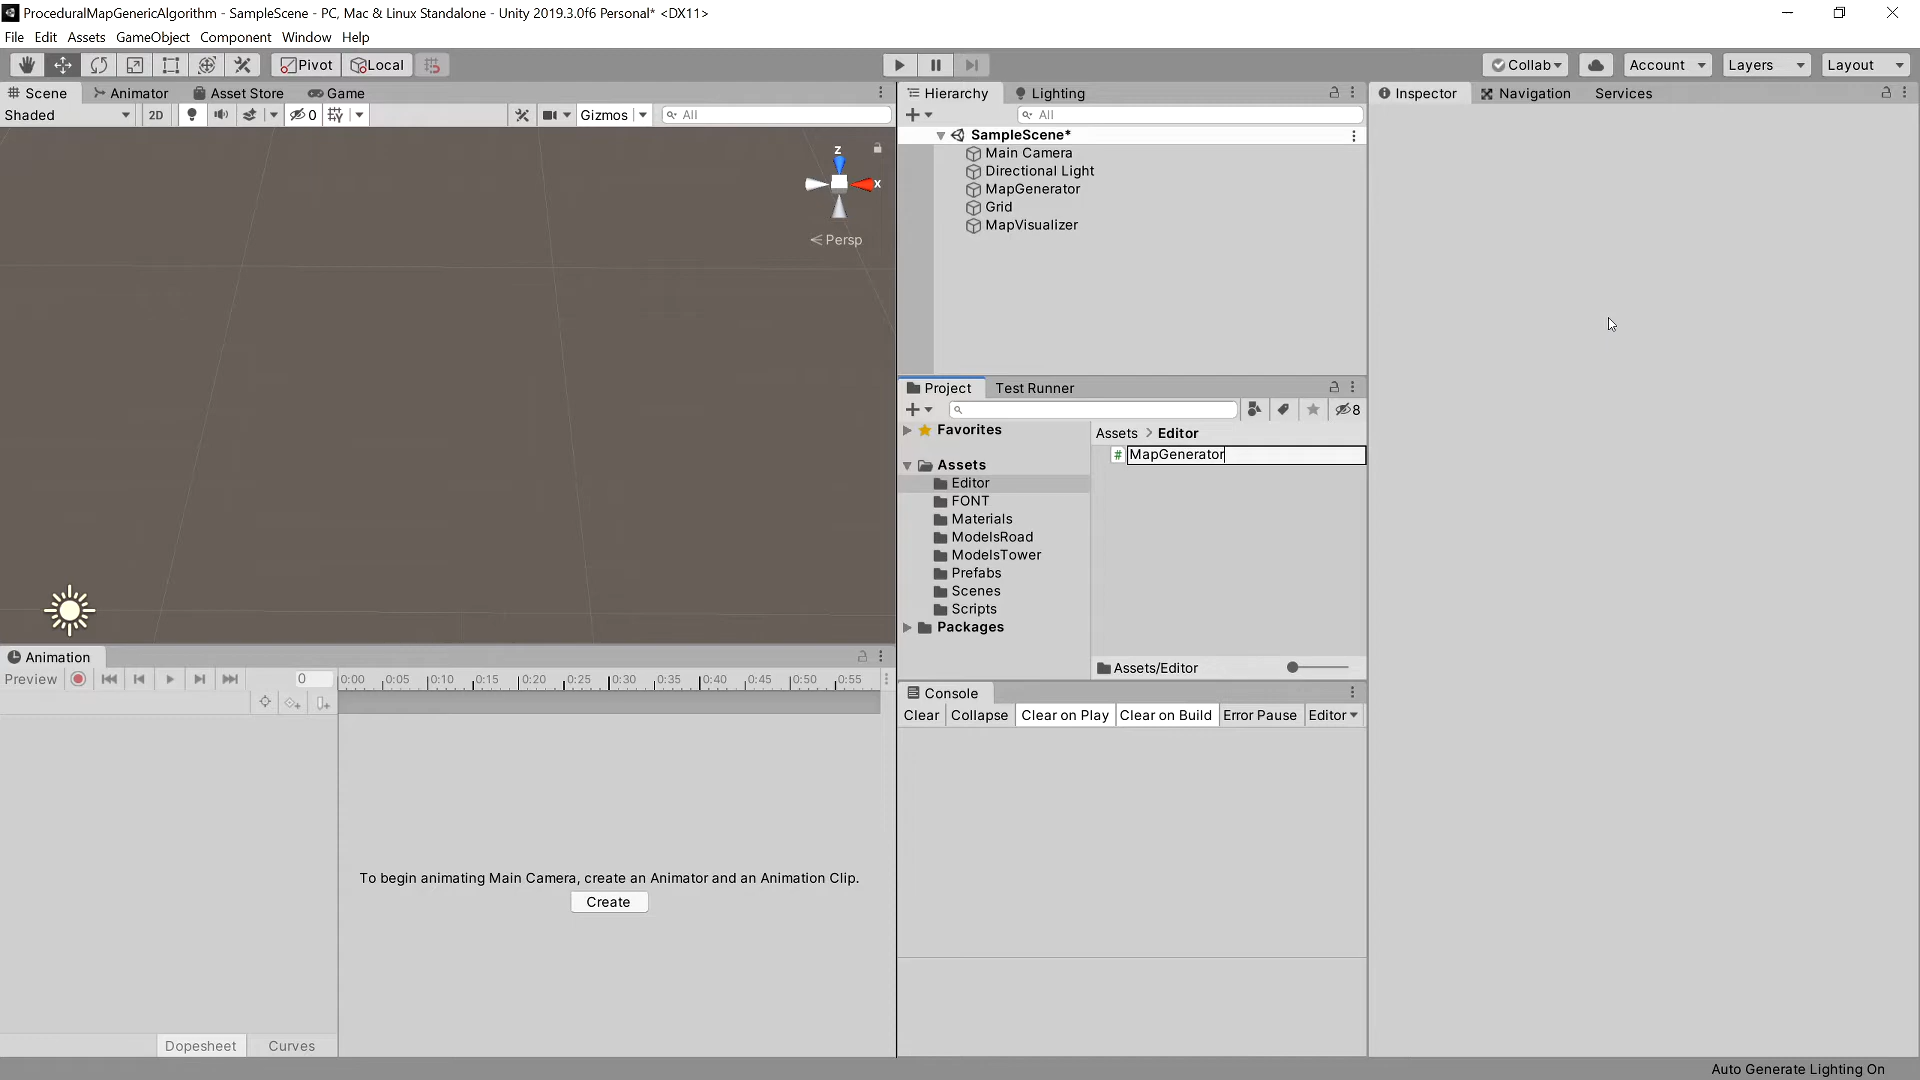 ProceduralMapGenericAlgorithm - SampleScene - PC, Mac & Linux Standalone - Unity 2019.3.0f6 Personal* <DX11>
File Edit Assets GameObject Component Window Help
Pivot Local Collab Account Layers Layout
Scene Animator Asset Store Game
Shaded 2D 0 Gizmos All
z
x
Persp
Hierarchy Lighting
All
SampleScene*
Main Camera
Directional Light
MapGenerator
Grid
MapVisualizer
Project Test Runner
8
Favorites
Assets
Editor
FONT
Materials
ModelsRoad
ModelsTower
Prefabs
Scenes
Scripts
Packages
Assets > Editor
# MapGenerator
Assets/Editor
Console
Clear Collapse Clear on Play Clear on Build Error Pause Editor
Inspector Navigation Services
Animation
Preview 0 0:00 0:05 0:10 0:15 0:20 0:25 0:30 0:35 0:40 0:45 0:50 0:55
To begin animating Main Camera, create an Animator and an Animation Clip.
Create
Dopesheet Curves
Auto Generate Lighting On